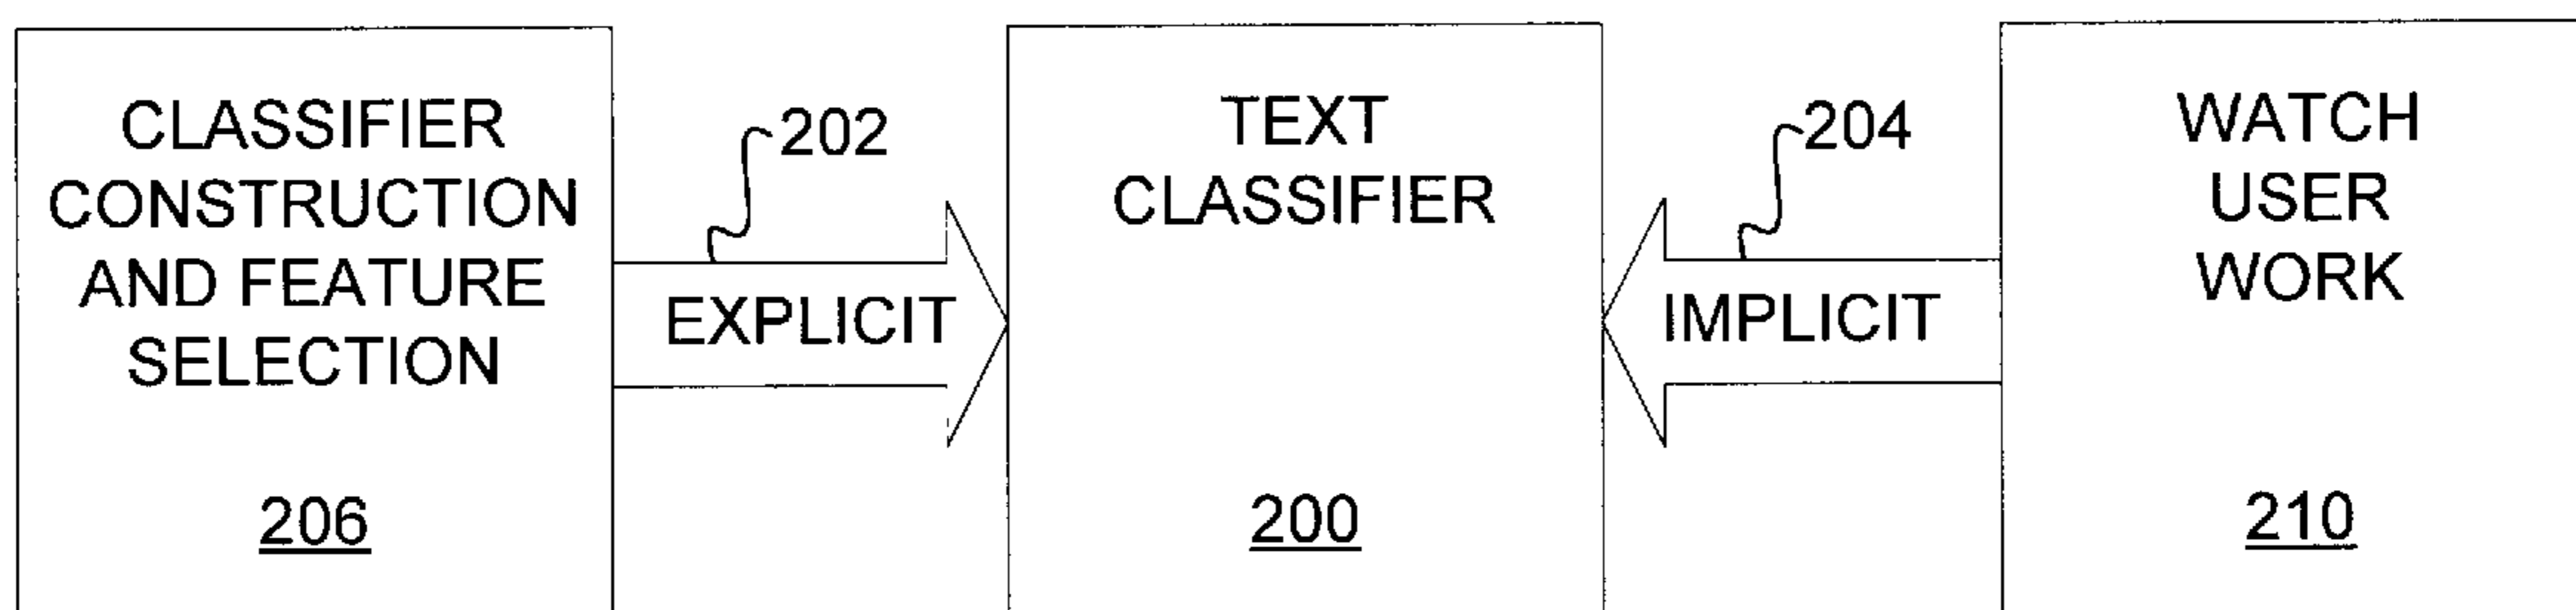 CLASSIFIER
CONSTRUCTION
AND FEATURE
SELECTION
206
202
EXPLICIT
TEXT
CLASSIFIER
200
204
IMPLICIT
WATCH
USER
WORK
210